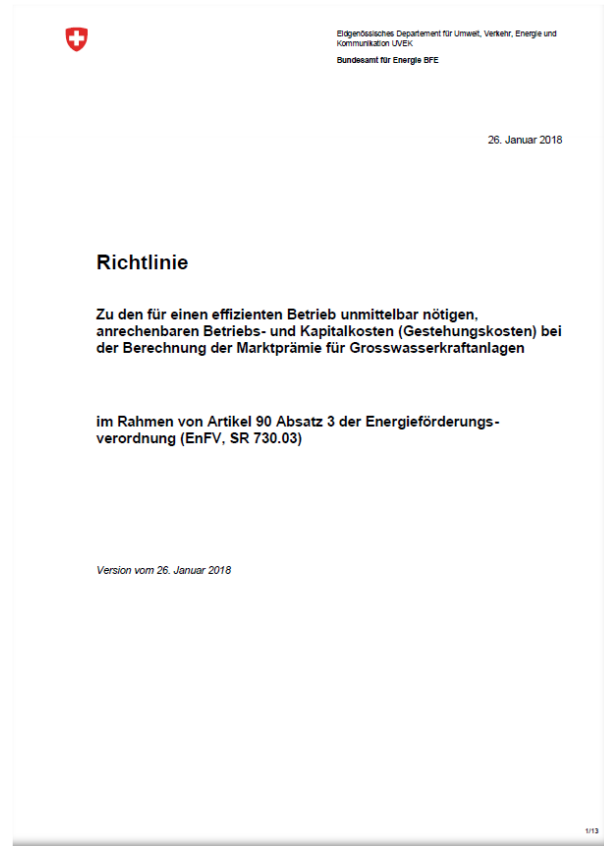 Eidgenössisches Departement für Umwelt, Verkehr, Energie und
Kommunikation UVEK
Bundesamt für Energie BFE
26. Januar 2018
Richtlinie
Zu den für einen effizienten Betrieb unmittelbar nötigen,
anrechenbaren Betriebs- und Kapitalkosten (Gestehungskosten) bei
der Berechnung der Marktprämie für Grosswasserkraftanlagen
im Rahmen von Artikel 90 Absatz 3 der Energieförderungs-
verordnung (EnFV, SR 730.03)
Version vom 26. Januar 2018
1/13